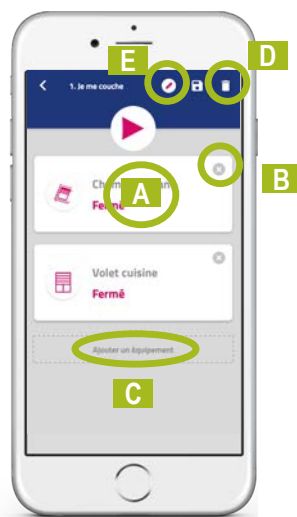 E
D
1. Je me couche
B
A
Fermé
Volet cuisine
Fermé
Ajouter un équipement
C